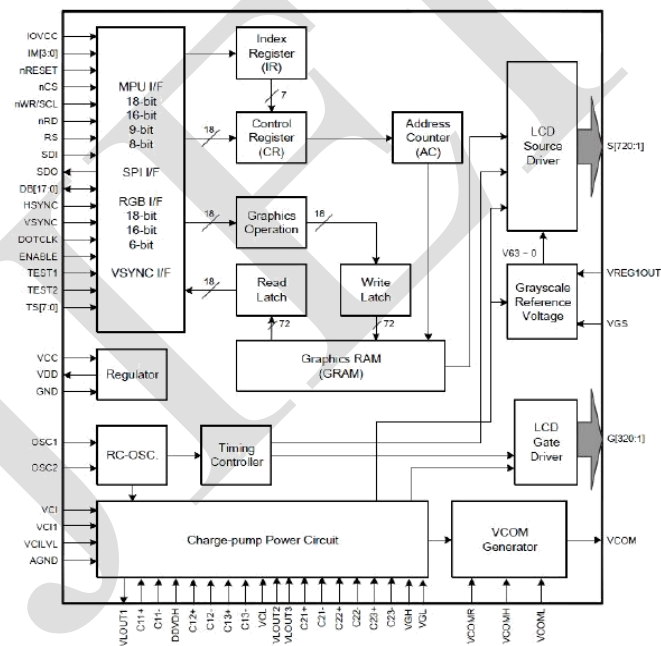 IOVCC
IM[3:0]
nRESET
nCS
nWR/SCL
nRD
RS
SDI
SDO
DB[17:0]
HSYNC
VSYNC
DOTCLK
ENABLE
TEST1
TEST2
TS[7:0]
MPU I/F
18-bit
16-bit
9-bit
8-bit
SPI I/F
RGB I/F
18-bit
16-bit
6-bit
VSYNC I/F
Index
Register
(IR)
7
18
Control
Register
(CR)
Address
Counter
(AC)
LCD
Source
Driver
S[720:1]
18
Graphics
Operation
18
18
Read
Latch
Write
Latch
72
72
Graphics RAM
(GRAM)
V63 ~ 0
Grayscale
Reference
Voltage
VREG1OUT
VGS
VCC
VDD
GND
Regulator
OSC1
OSC2
RC-OSC.
Timing
Controller
LCD
Gate
Driver
G[320:1]
VCI
VCI1
VCILVL
AGND
Charge-pump Power Circuit
VCOM
Generator
VCOM
VLOUT1
C11+
C11-
DDVDH
C12+
C12-
C13+
C13-
VCL
VLOUT2
VLOUT3
C21+
C21-
C22+
C22-
C23+
C23-
VGH
VGL
VCOMR
VCOMH
VCOML